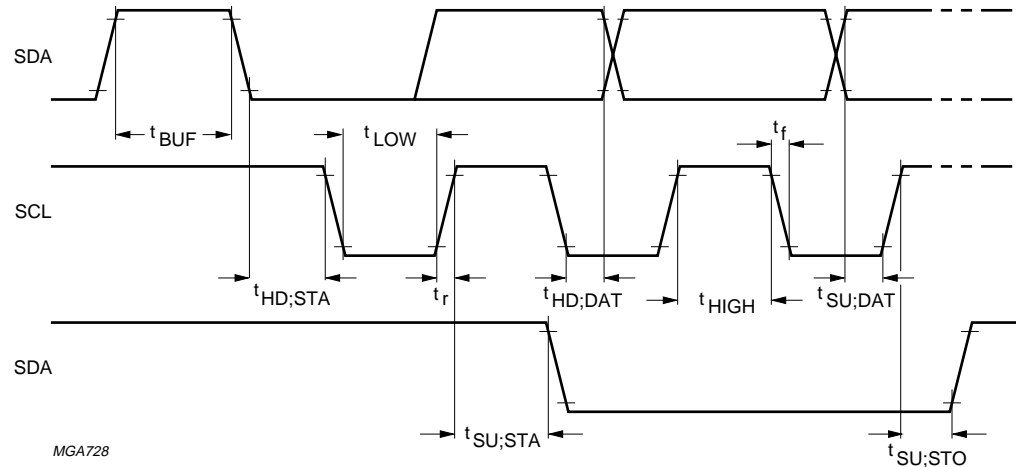 SDA
t BUF
t LOW
t f
SCL
t HD;STA
t r
t HD;DAT
t HIGH
t SU;DAT
SDA
t SU;STA
t SU;STO
MGA728